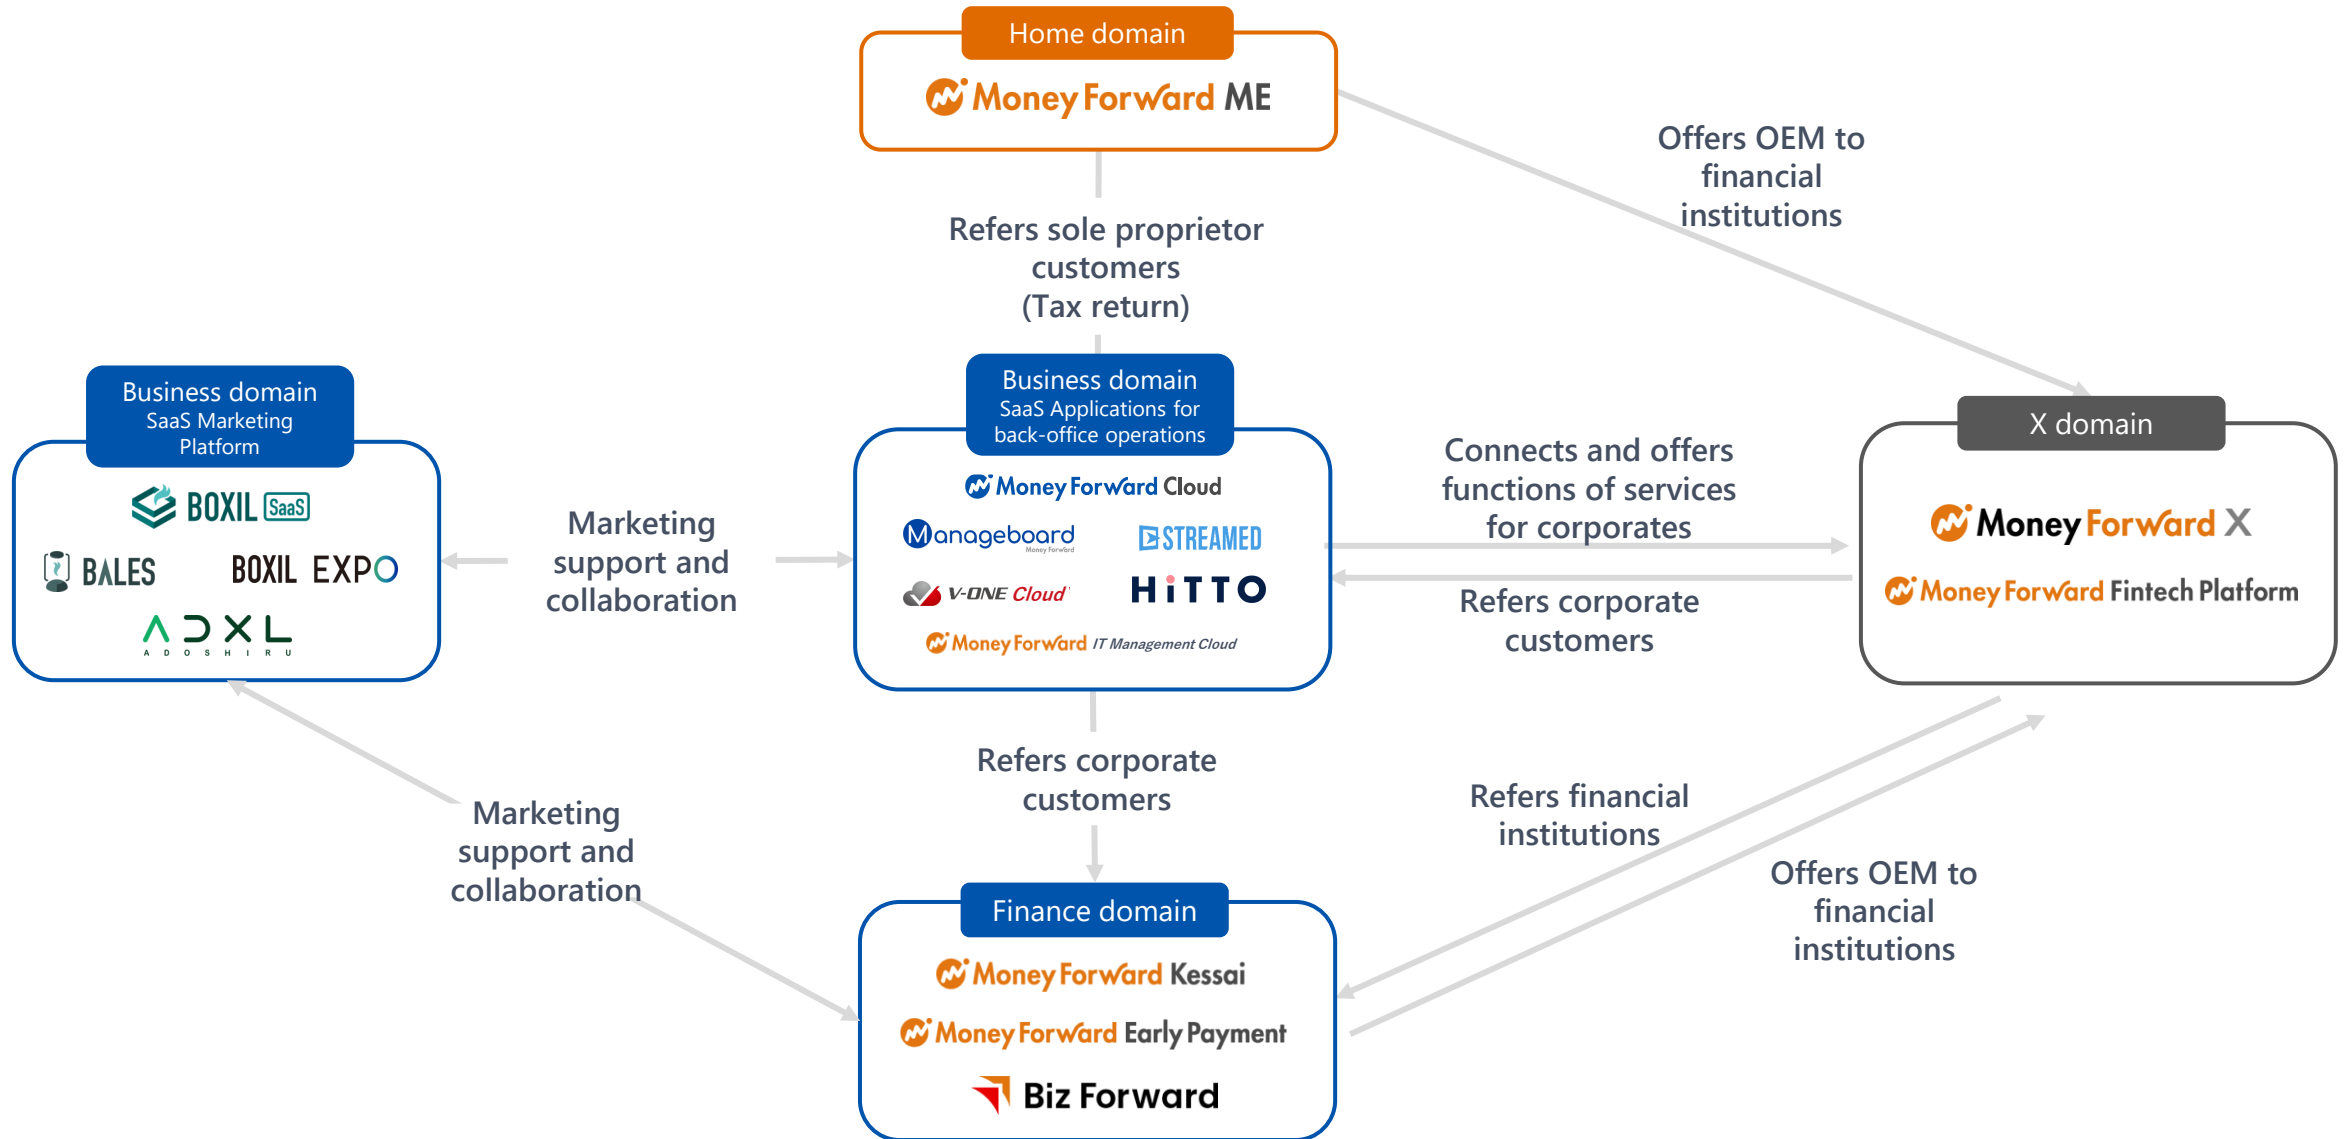 Home domain
Money Forward ME
Offers OEM to
financial
institutions
Refers sole proprietor
customers
(Tax return)
Business domain
SaaS Marketing
Platform
BOXIL SaaS
BALES
BOXIL EXPO
ADXL
ADOSHIRU
Marketing
support and
collaboration
Business domain
SaaS Applications for
back-office operations
Money Forward Cloud
Manageboard
Money Forward
STREAMED
V-ONE Cloud
HiTTO
Money Forward IT Management Cloud
Connects and offers
functions of services
for corporates
Refers corporate
customers
X domain
Money Forward X
Money Forward Fintech Platform
Refers corporate
customers
Marketing
support and
collaboration
Refers financial
institutions
Offers OEM to
financial
institutions
Finance domain
Money Forward Kessai
Money Forward Early Payment
Biz Forward